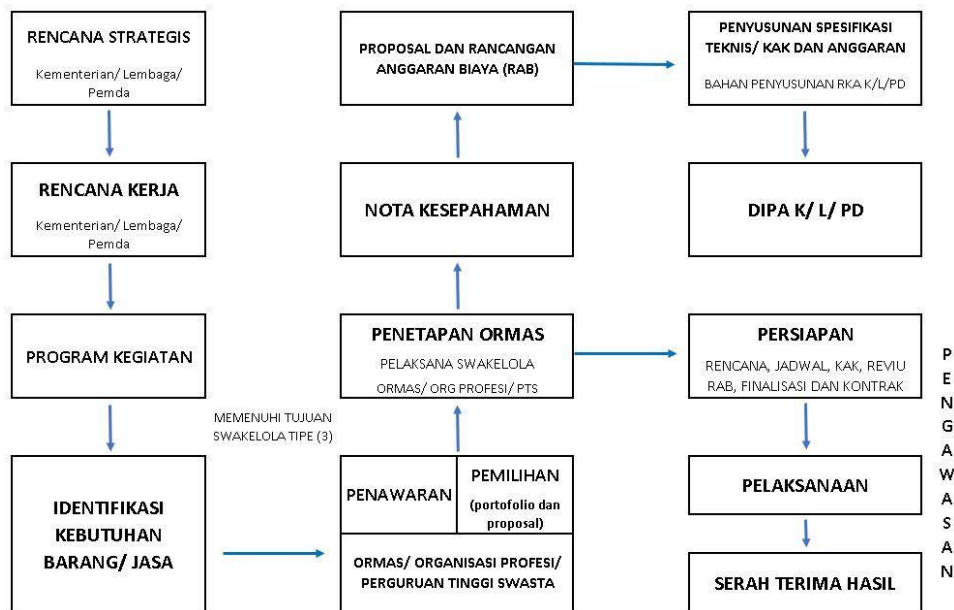 RENCANA STRATEGIS
Kementerian/ Lembaga/
Pemda
RENCANA KERJA
Kementerian/ Lembaga/
Pemda
PROGRAM KEGIATAN
IDENTIFIKASI
KEBUTUHAN
BARANG/ JASA
MEMENUHI TUJUAN
SWAKELOLA TIPE (3)
PROPOSAL DAN RANCANGAN
ANGGARAN BIAYA (RAB)
NOTA KESEPAHAMAN
PENETAPAN ORMAS
PELAKSANA SWAKELOLA
ORMAS/ ORG PROFESI/ PTS
PENAWARAN
PEMILIHAN
(portofolio dan
proposal)
ORMAS/ ORGANISASI PROFESI/
PERGURUAN TINGGI SWASTA
PENYUSUNAN SPESIFIKASI
TEKNIS/ KAK DAN ANGGARAN
BAHAN PENYUSUNAN RKA K/L/PD
DIPA K/ L/ PD
PERSIAPAN
RENCANA, JADWAL, KAK, REVIU
RAB, FINALISASI DAN KONTRAK
PELAKSANAAN
SERAH TERIMA HASIL
PENGAWASAN